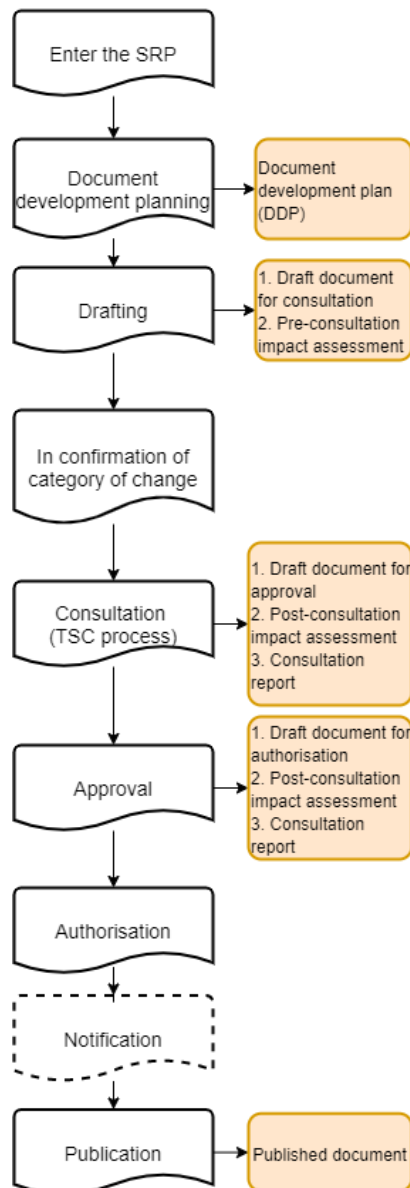 Enter the SRP
Document
development planning
Document
development plan
(DDP)
Drafting
1. Draft document
for consultation
2. Pre-consultation
impact assessment
In confirmation of
category of change
Consultation
(TSC process)
1. Draft document for
approval
2. Post-consultation
impact assessment
3. Consultation
report
Approval
1. Draft document for
authorisation
2. Post-consultation
impact assessment
3. Consultation
report
Authorisation
Notification
Publication
Published document